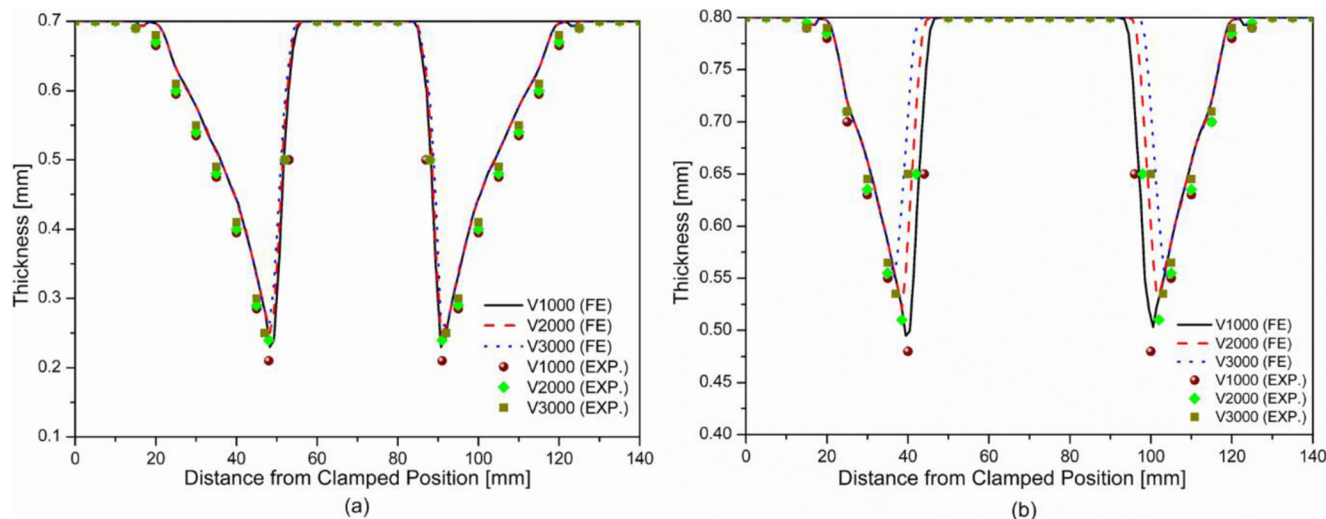 0.7
0.6
0.5
0.4
0.3
0.2
0.1
Thickness [mm]
V1000 (FE)
V2000 (FE)
V3000 (FE)
V1000 (EXP.)
V2000 (EXP.)
V3000 (EXP.)
0 20 40 60 80 100 120 140
Distance from Clamped Position [mm]
(a)
0.80
0.75
0.70
0.65
0.60
0.55
0.50
0.45
0.40
Thickness [mm]
V1000 (FE)
V2000 (FE)
V3000 (FE)
V1000 (EXP.)
V2000 (EXP.)
V3000 (EXP.)
0 20 40 60 80 100 120 140
Distance from Clamped Position [mm]
(b)